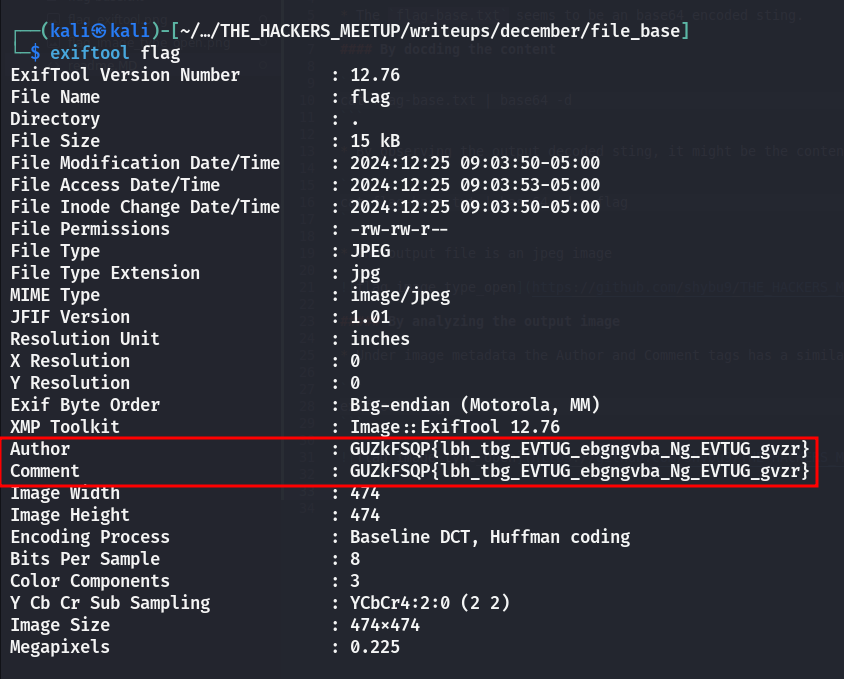 ┌──(kali㉿kali)-[~/…/THE_HACKERS_MEETUP/writeups/december/file_base]
└─$ exiftool flag
ExifTool Version Number : 12.76
File Name : flag
Directory : .
File Size : 15 kB
File Modification Date/Time : 2024:12:25 09:03:50-05:00
File Access Date/Time : 2024:12:25 09:03:53-05:00
File Inode Change Date/Time : 2024:12:25 09:03:50-05:00
File Permissions : -rw-rw-r--
File Type : JPEG
File Type Extension : jpg
MIME Type : image/jpeg
JFIF Version : 1.01
Resolution Unit : inches
X Resolution : 0
Y Resolution : 0
Exif Byte Order : Big-endian (Motorola, MM)
XMP Toolkit : Image::ExifTool 12.76
Author : GUZkFSQP{lbh_tbg_EVTUG_ebgngvba_Ng_EVTUG_gvzr}
Comment : GUZkFSQP{lbh_tbg_EVTUG_ebgngvba_Ng_EVTUG_gvzr}
Image Width : 474
Image Height : 474
Encoding Process : Baseline DCT, Huffman coding
Bits Per Sample : 8
Color Components : 3
Y Cb Cr Sub Sampling : YCbCr4:2:0 (2 2)
Image Size : 474×474
Megapixels : 0.225